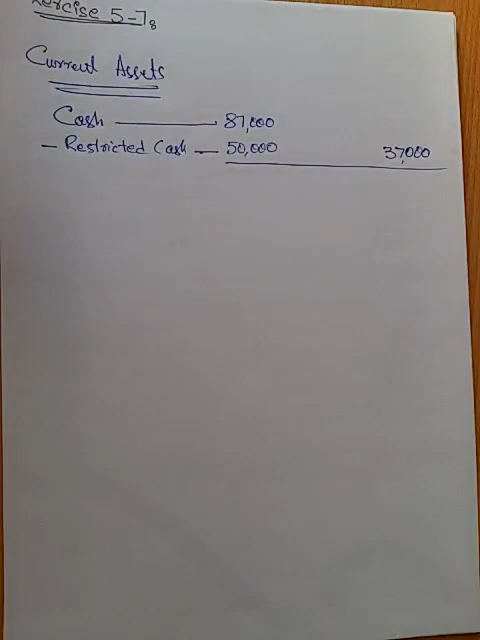 Exercise 5-7
Current Assets
Cash 87,000
- Restricted Cash 50,000 37,000